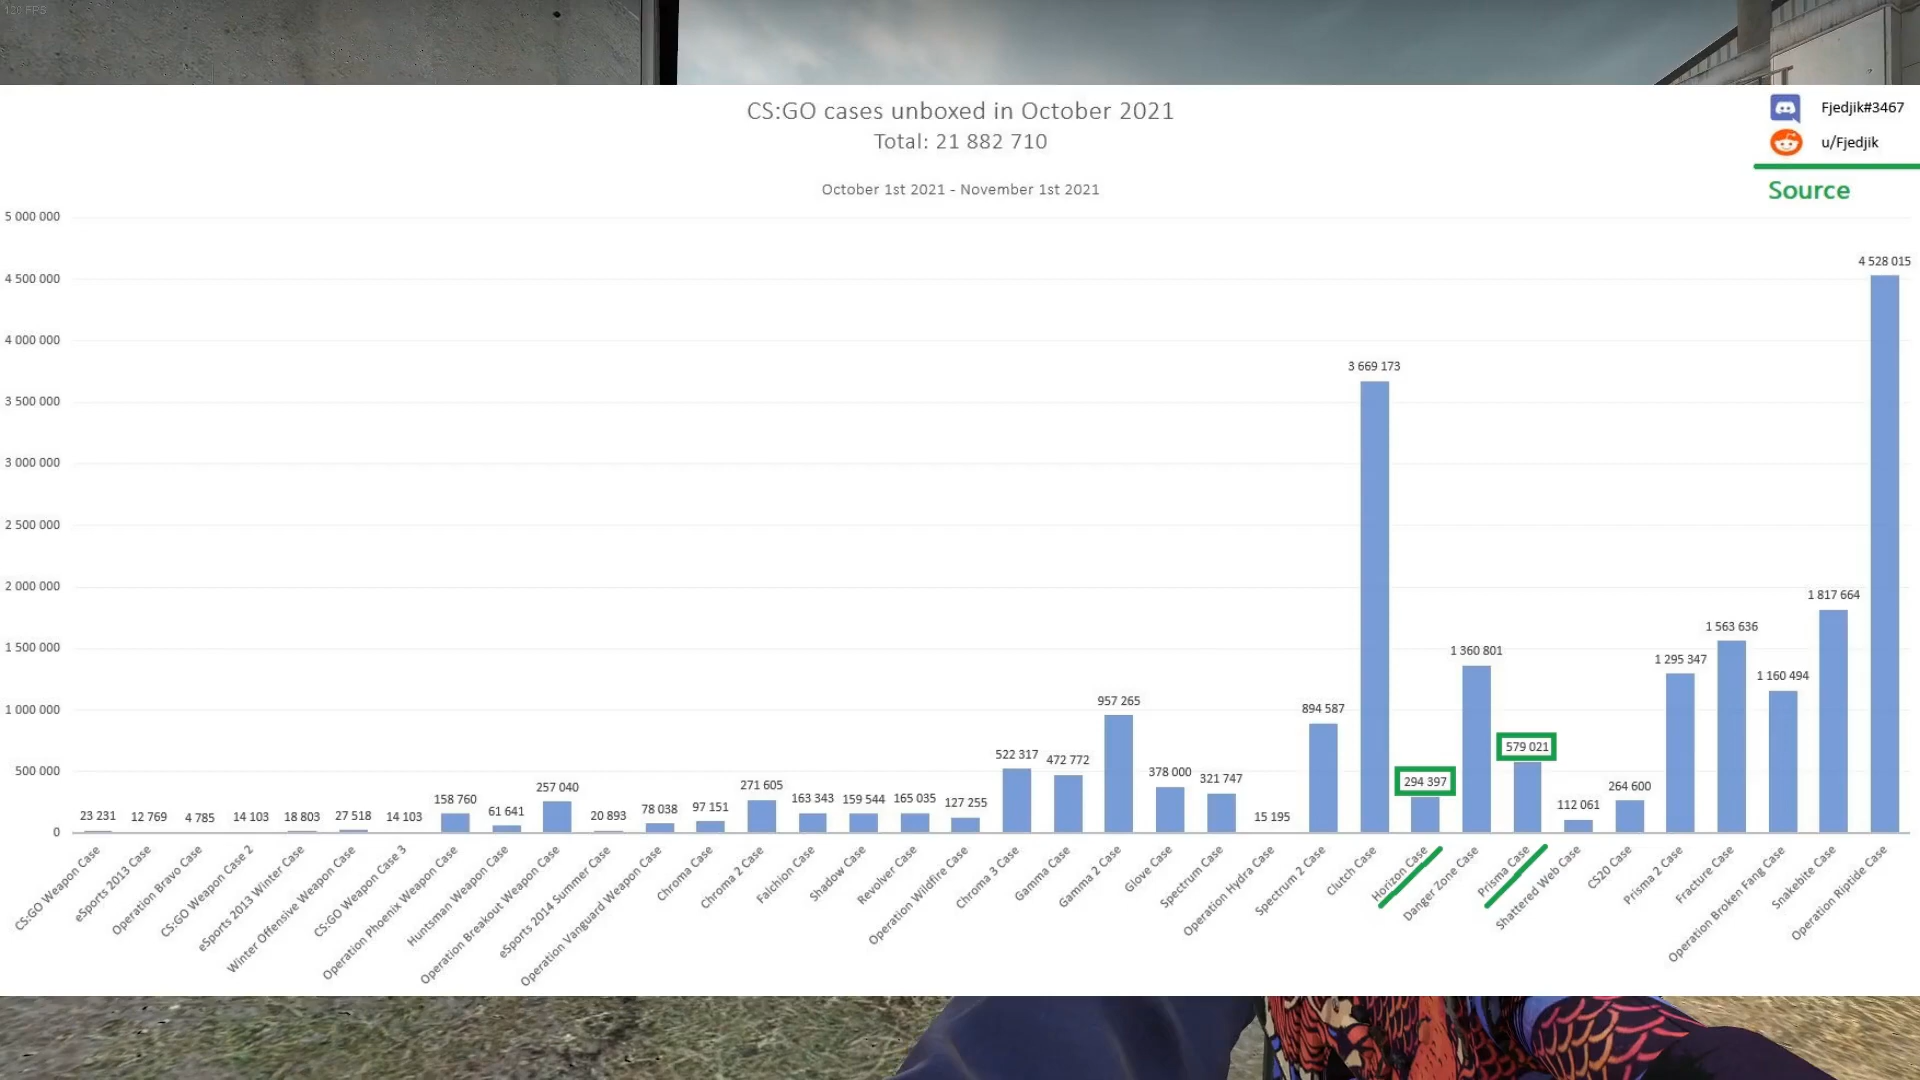 120 FPS
CS:GO cases unboxed in October 2021
Total: 21 882 710
October 1st 2021 - November 1st 2021
Fjedjik#3467
u/Fjedjik
Source
5 000 000
4 500 000
4 000 000
3 500 000
3 000 000
2 500 000
2 000 000
1 500 000
1 000 000
500 000
0
23 231
12 769
4 785
14 103
18 803
27 518
14 103
158 760
61 641
257 040
20 893
78 038
97 151
271 605
163 343
159 544
165 035
127 255
522 317
472 772
957 265
378 000
321 747
15 195
894 587
3 669 173
294 397
1 360 801
579 021
112 061
264 600
1 295 347
1 563 636
1 160 494
1 817 664
4 528 015
CS:GO Weapon Case
eSports 2013 Case
Operation Bravo Case
CS:GO Weapon Case 2
eSports 2013 Winter Case
Winter Offensive Weapon Case
CS:GO Weapon Case 3
Operation Phoenix Weapon Case
Huntsman Weapon Case
Operation Breakout Weapon Case
eSports 2014 Summer Case
Operation Vanguard Weapon Case
Chroma Case
Chroma 2 Case
Falchion Case
Shadow Case
Revolver Case
Operation Wildfire Case
Chroma 3 Case
Gamma Case
Gamma 2 Case
Glove Case
Spectrum Case
Operation Hydra Case
Spectrum 2 Case
Clutch Case
Horizon Case
Danger Zone Case
Prisma Case
Shattered Web Case
CS20 Case
Prisma 2 Case
Fracture Case
Operation Broken Fang Case
Snakebite Case
Operation Riptide Case